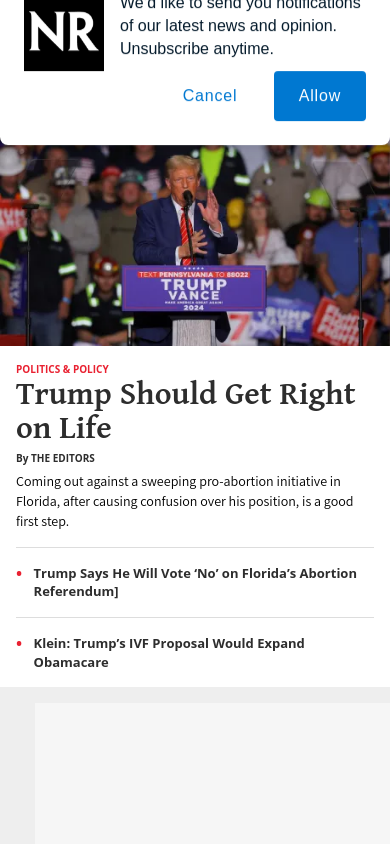 NR
We'd like to send you notifications
of our latest news and opinion.
Unsubscribe anytime.
Cancel
Allow
TEXT PENNSYLVANIA TO 88022
TRUMP
VANCE
2024
POLITICS & POLICY
Trump Should Get Right
on Life
By THE EDITORS
Coming out against a sweeping pro-abortion initiative in
Florida, after causing confusion over his position, is a good
first step.
• Trump Says He Will Vote ‘No’ on Florida’s Abortion
Referendum]
• Klein: Trump’s IVF Proposal Would Expand
Obamacare